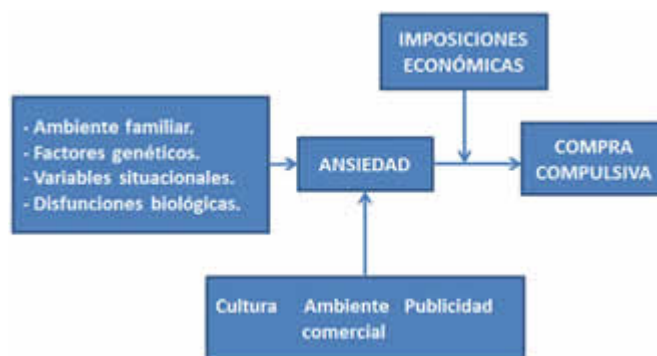 IMPOSICIONES
ECONÓMICAS
- Ambiente familiar.
- Factores genéticos.
- Variables situacionales.
- Disfunciones biológicas.
ANSIEDAD
COMPRA
COMPULSIVA
Cultura Ambiente Publicidad
comercial